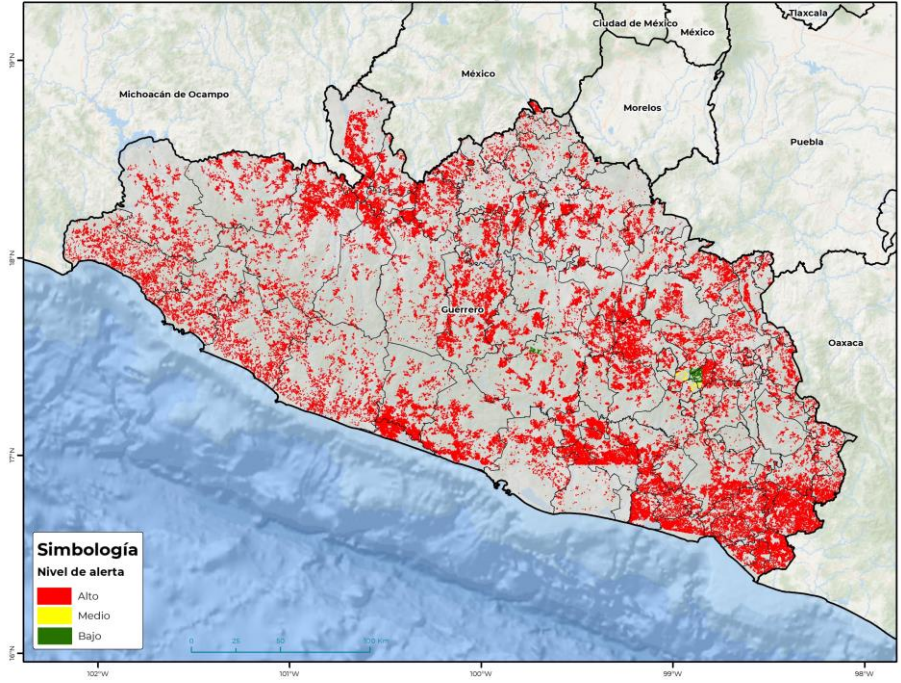 Tlaxcala
Ciudad de México
México
19°N
México
Michoacán de Ocampo
Morelos
Puebla
18°N
Guerrero
Oaxaca
17°N
Simbología
Nivel de alerta
Alto
Medio
Bajo
0 25 50 100 Km
16°N
102°W 101°W 100°W 99°W 98°W